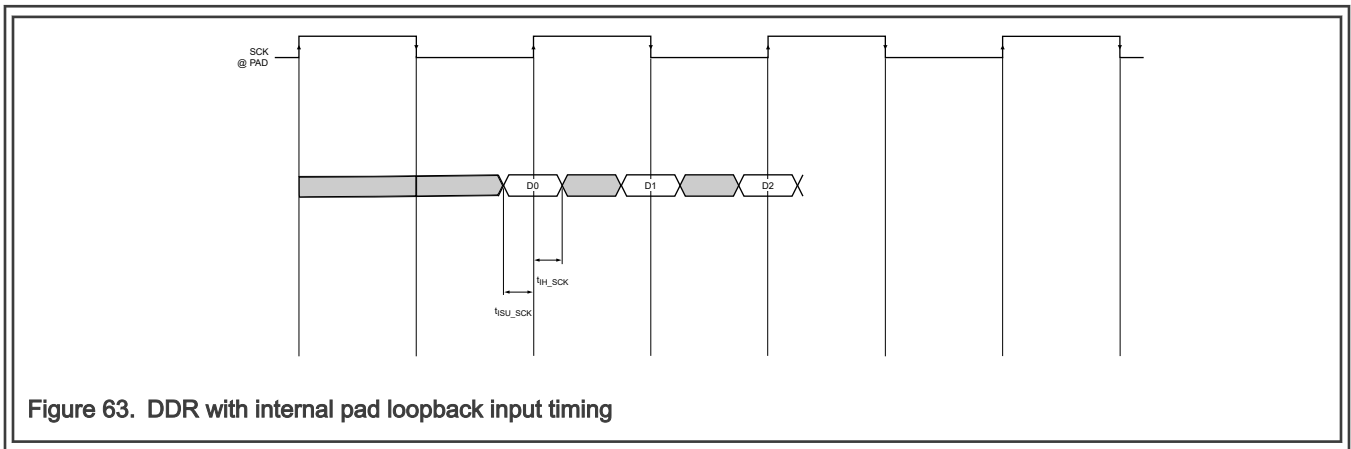 SCK
@ PAD
D0
D1
D2
tIH_SCK
tISU_SCK
Figure 63. DDR with internal pad loopback input timing